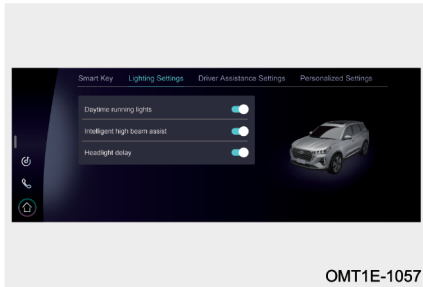 Smart Key Lighting Settings Driver Assistance Settings Personalized Settings
Daytime running lights
Intelligent high beam assist
Headlight delay
OMT1E-1057